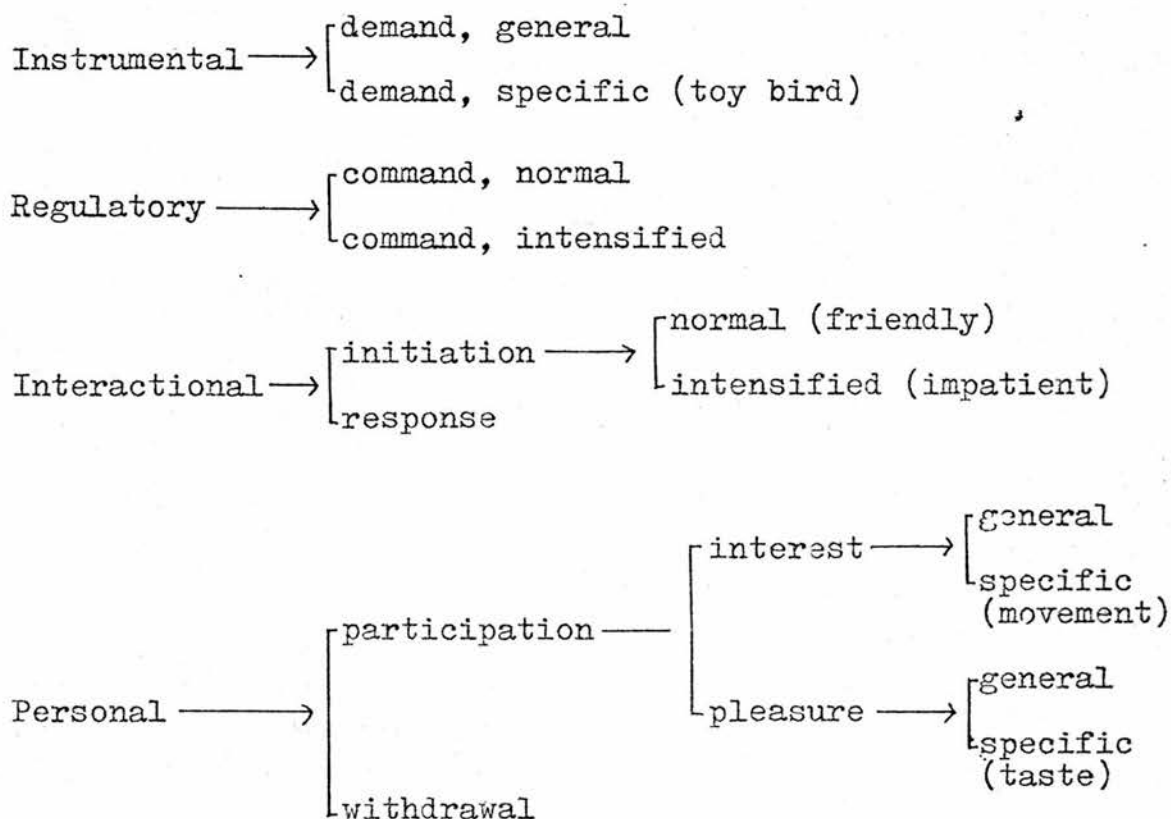 demand, general
Instrumental
demand, specific (toy bird)
command, normal
Regulatory
command, intensified
normal (friendly)
initiation
Interactional
intensified (impatient)
response
general
interest
specific
(movement)
participation
general
Personal
pleasure
specific
(taste)
withdrawal